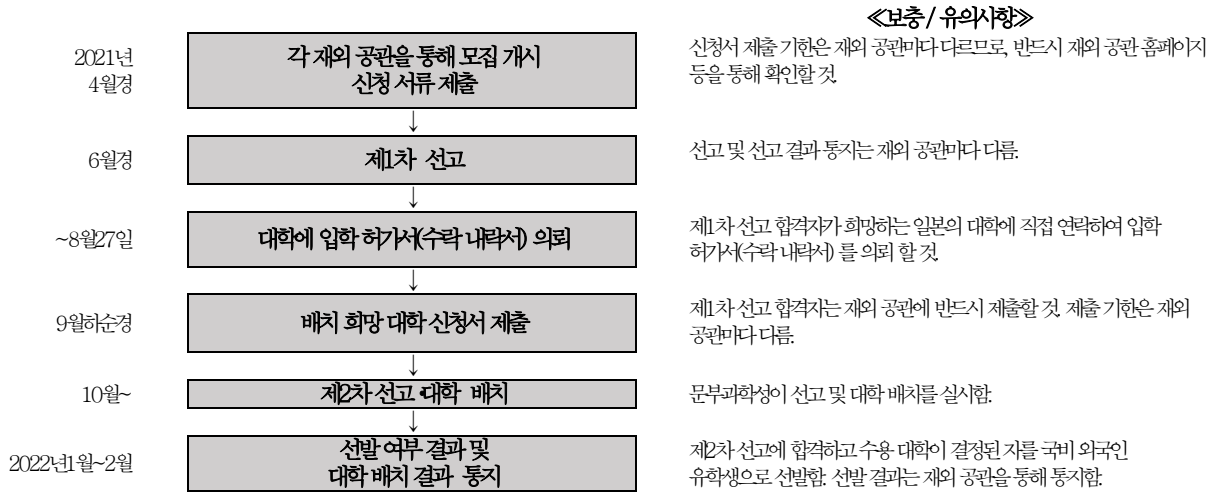 ≪보충 / 유의사항≫
2021년
4월경
각 재외 공관을 통해 모집 개시
신청 서류 제출
신청서 제출 기한은 재외 공관마다 다르므로, 반드시 재외 공관 홈페이지
등을 통해 확인할 것.
↓
6월경
제1차 선고
선고 및 선고 결과 통지는 재외 공관마다 다름.
↓
~8월27일
대학에 입학 허가서(수락 내락서) 의뢰
제1차 선고 합격자가 희망하는 일본의 대학에 직접 연락하여 입학
허가서(수락 내락서) 를 의뢰 할 것.
↓
9월하순경
배치 희망 대학 신청서 제출
제1차 선고 합격자는 재외 공관에 반드시 제출할 것. 제출 기한은 재외
공관마다 다름.
↓
10월~
제2차 선고・대학 배치
문부과학성이 선고 및 대학 배치를 실시함.
↓
2022년1월~2월
선발 여부 결과 및
대학 배치 결과 통지
제2차 선고에 합격하고 수용 대학이 결정된 자를 국비 외국인
유학생으로 선발함. 선발 결과는 재외 공관을 통해 통지함.